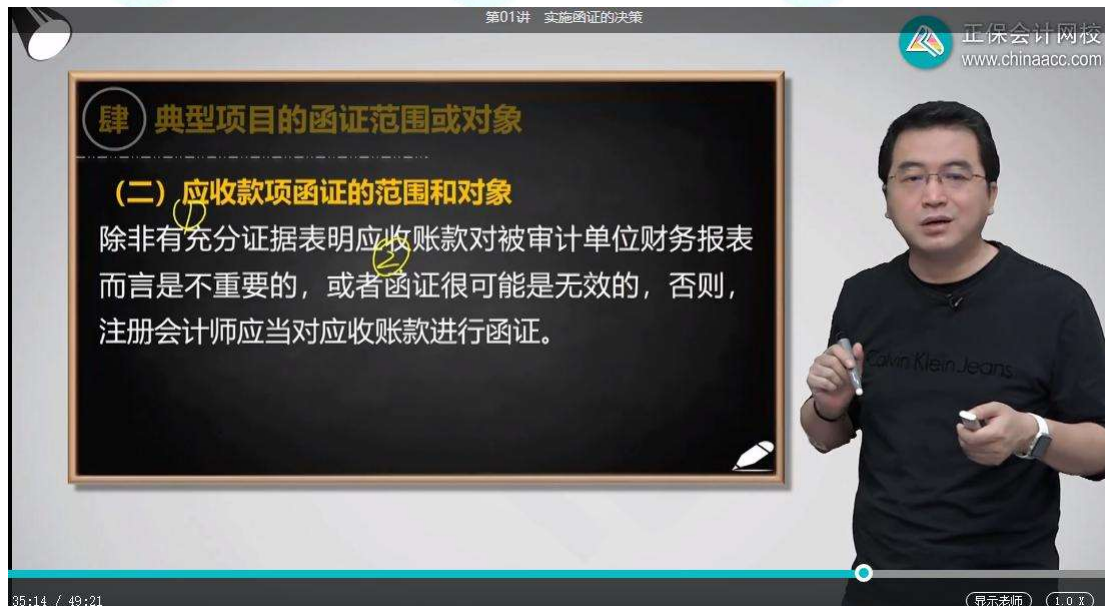 第01讲 实施函证的决策
正保会计网校
www.chinaacc.com
肆 典型项目的函证范围或对象
（二）应收款项函证的范围和对象
①
除非有充分证据表明应收账款对被审计单位财务报表
②
而言是不重要的，或者函证很可能是无效的，否则，
注册会计师应当对应收账款进行函证。
Calvin Klein Jeans
35:14 / 49:21
显示老师
1.0 X